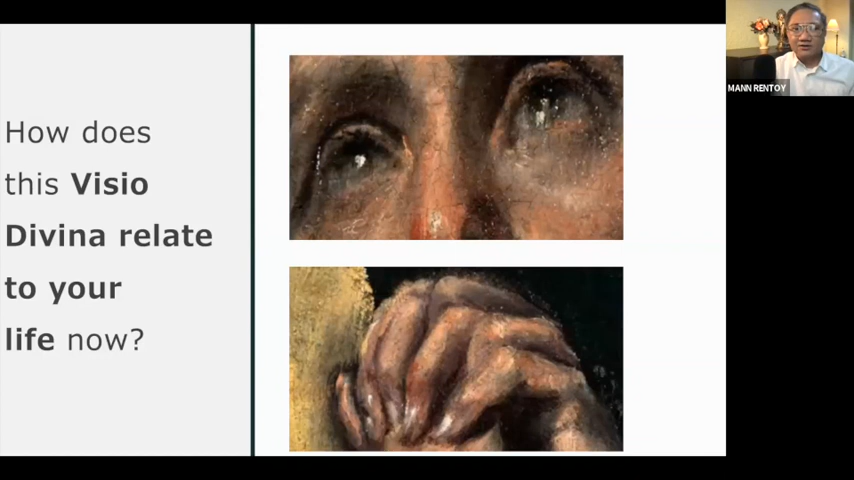 How does
this Visio
Divina relate
to your
life now?
MANN RENTOY